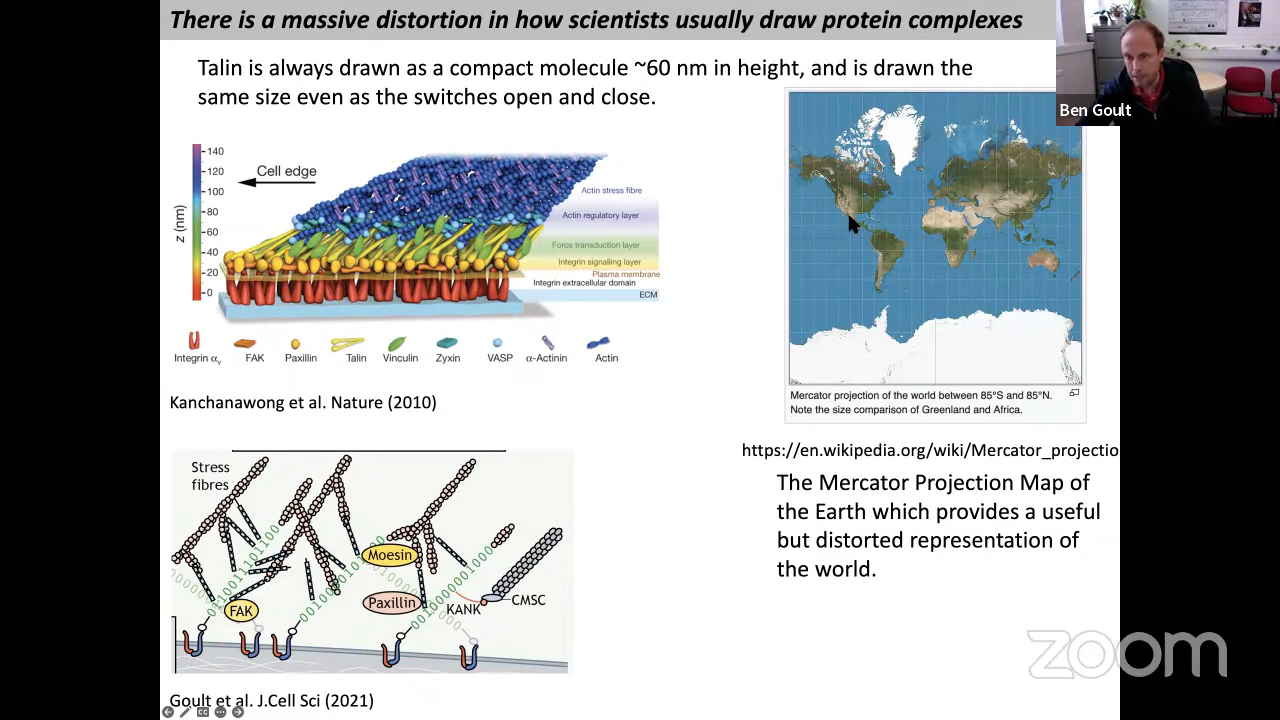 There is a massive distortion in how scientists usually draw protein complexes
Talin is always drawn as a compact molecule ~60 nm in height, and is drawn the
same size even as the switches open and close.
Ben Goult
140
120
100
80
60
40
20
0
z (nm)
Cell edge
Actin stress fibre
Actin regulatory layer
Force transduction layer
Integrin signalling layer
Plasma membrane
Integrin extracellular domain
ECM
Integrin αv
FAK
Paxillin
Talin
Vinculin
Zyxin
VASP
α-Actinin
Actin
Kanchanawong et al. Nature (2010)
Mercator projection of the world between 85°S and 85°N.
Note the size comparison of Greenland and Africa.
https://en.wikipedia.org/wiki/Mercator_projectio
The Mercator Projection Map of
the Earth which provides a useful
but distorted representation of
the world.
Stress
fibres
Moesin
FAK
Paxillin
KANK
CMSC
Goult et al. J.Cell Sci (2021)
zoom